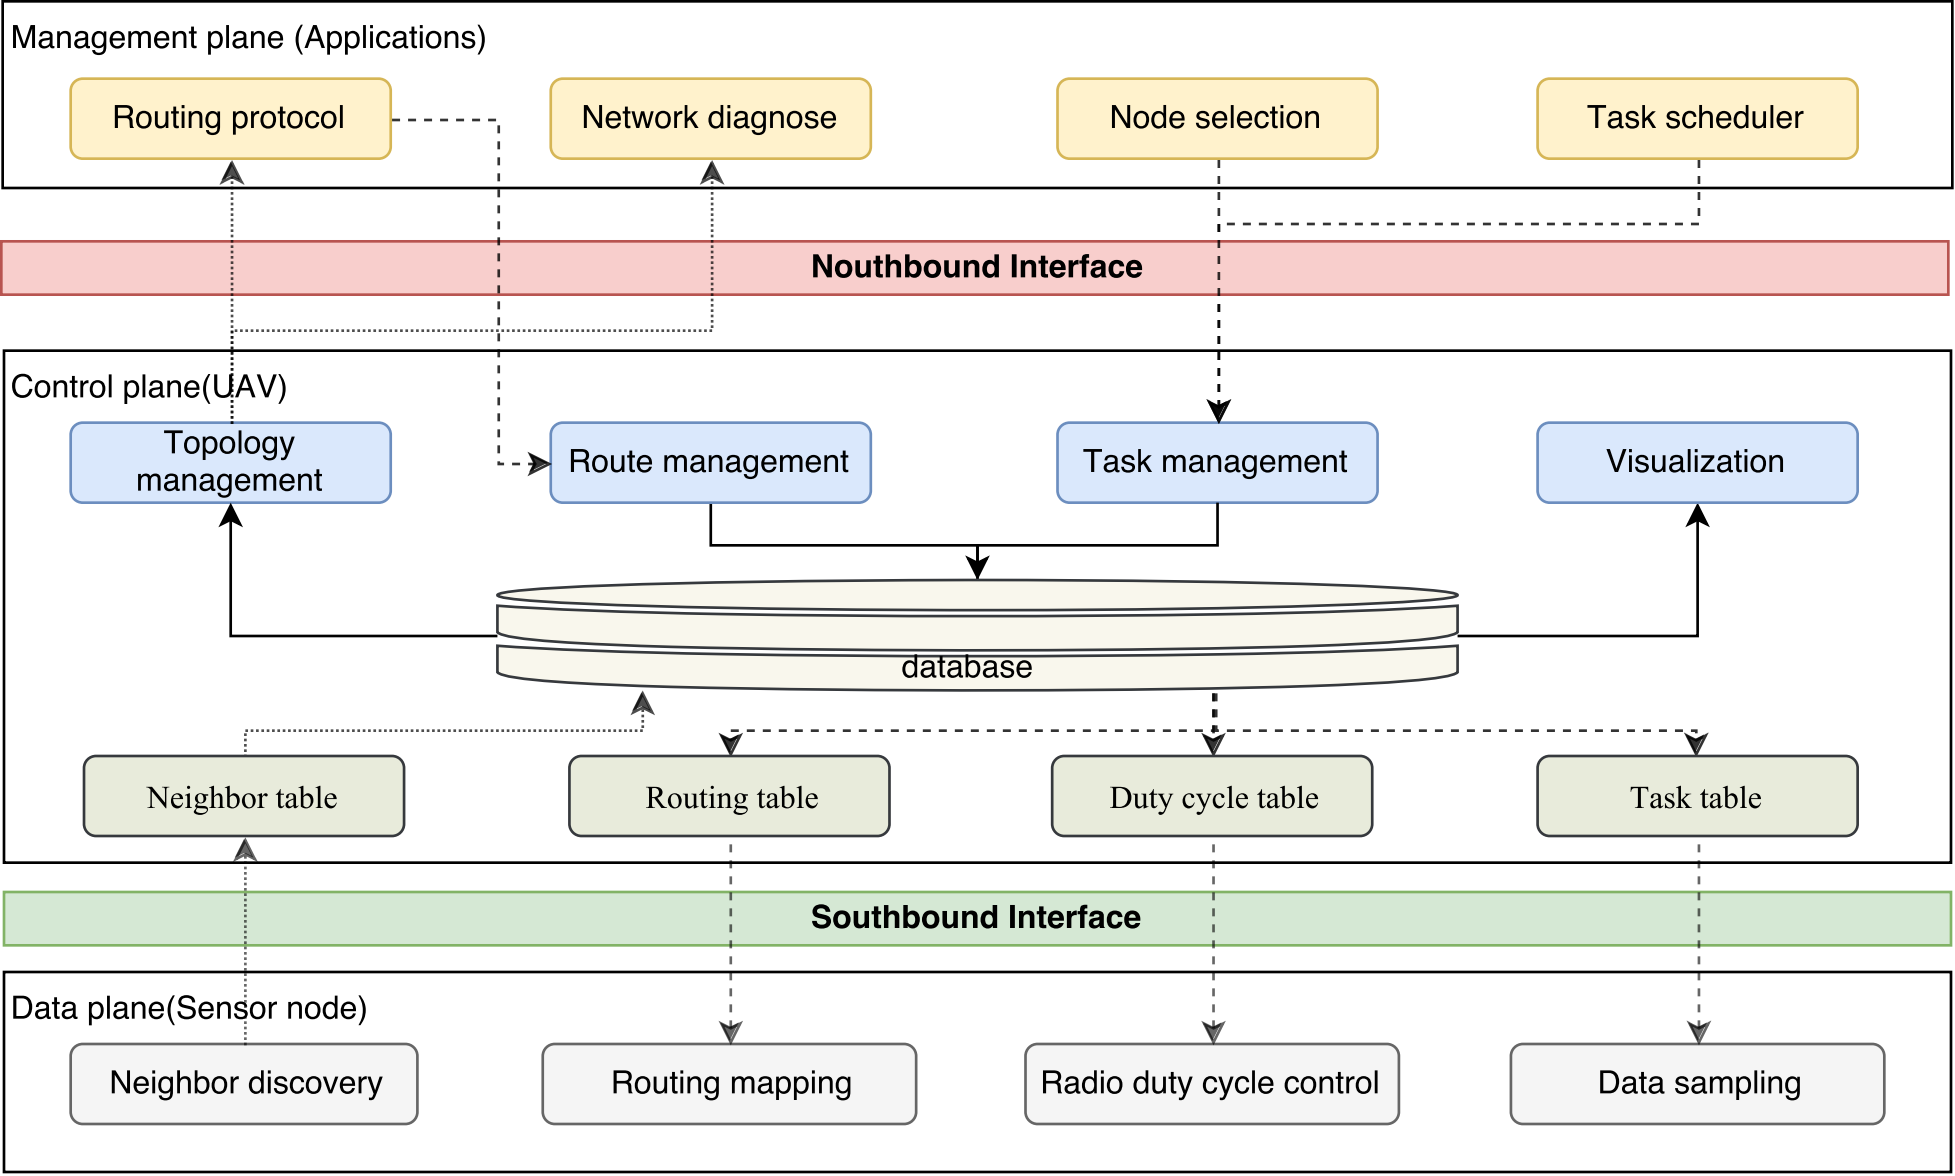 Management plane (Applications)
Routing protocol
Network diagnose
Node selection
Task scheduler
Nouthbound Interface
Control plane(UAV)
Topology
management
Route management
Task management
Visualization
database
Neighbor table
Routing table
Duty cycle table
Task table
Southbound Interface
Data plane(Sensor node)
Neighbor discovery
Routing mapping
Radio duty cycle control
Data sampling